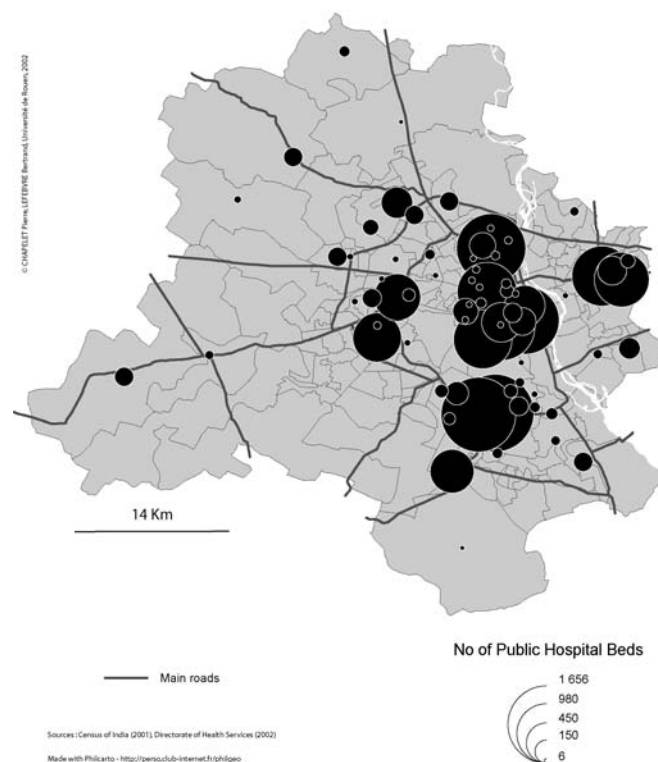 © CHAPELET Pierre, LEFEBVRE Bertrand, Université de Rouen, 2002
14 Km
No of Public Hospital Beds
1 656
980
450
150
6
Main roads
Sources : Census of India (2001), Directorate of Health Services (2002)
Made with Philcarto - http://perso.club-internet.fr/philgeo